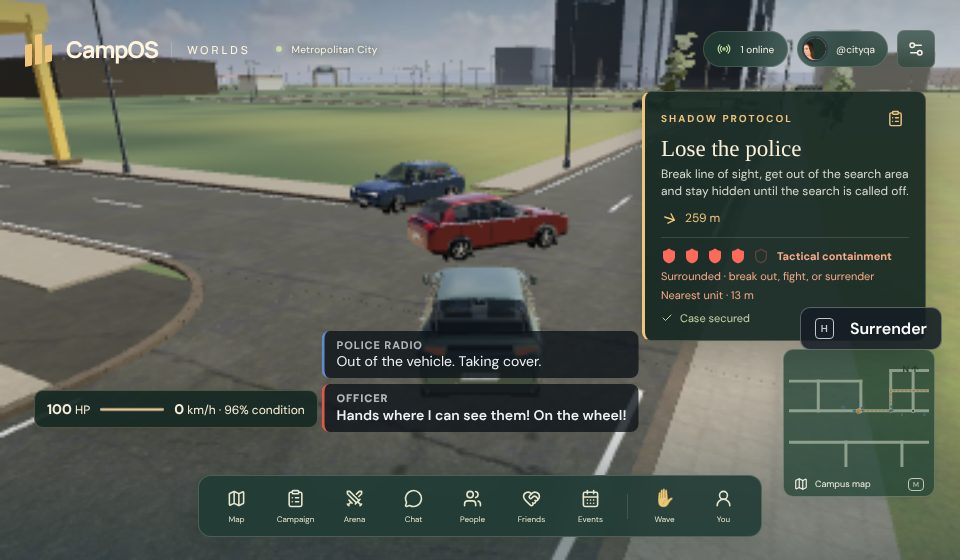 CampOS
WORLDS
Metropolitan City
1 online
@cityqa
SHADOW PROTOCOL
Lose the police
Break line of sight, get out of the search area
and stay hidden until the search is called off.
259 m
Tactical containment
Surrounded · break out, fight, or surrender
Nearest unit · 13 m
Case secured
H Surrender
POLICE RADIO
Out of the vehicle. Taking cover.
OFFICER
Hands where I can see them! On the wheel!
100 HP 0 km/h · 96% condition
Campus map M
Map Campaign Arena Chat People Friends Events Wave You